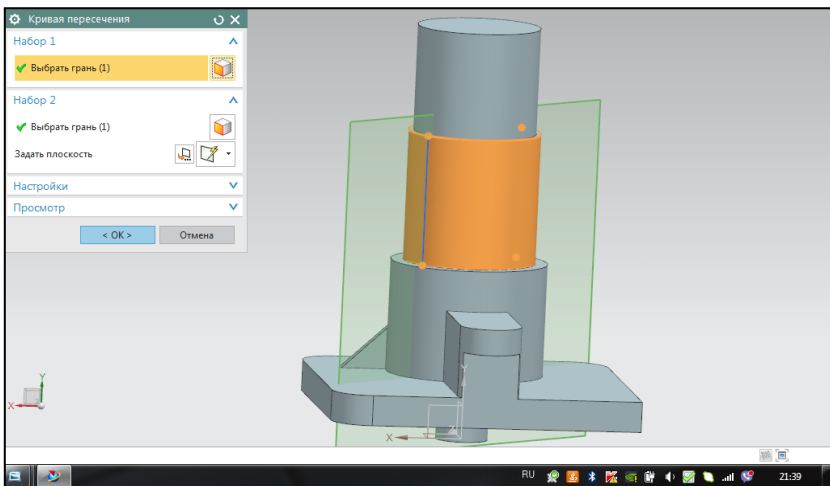 Кривая пересечения
Набор 1
Выбрать грань (1)
Набор 2
Выбрать грань (1)
Задать плоскость
Настройки
Просмотр
< OK >
Отмена
Y
X
Y
X
RU
21:39